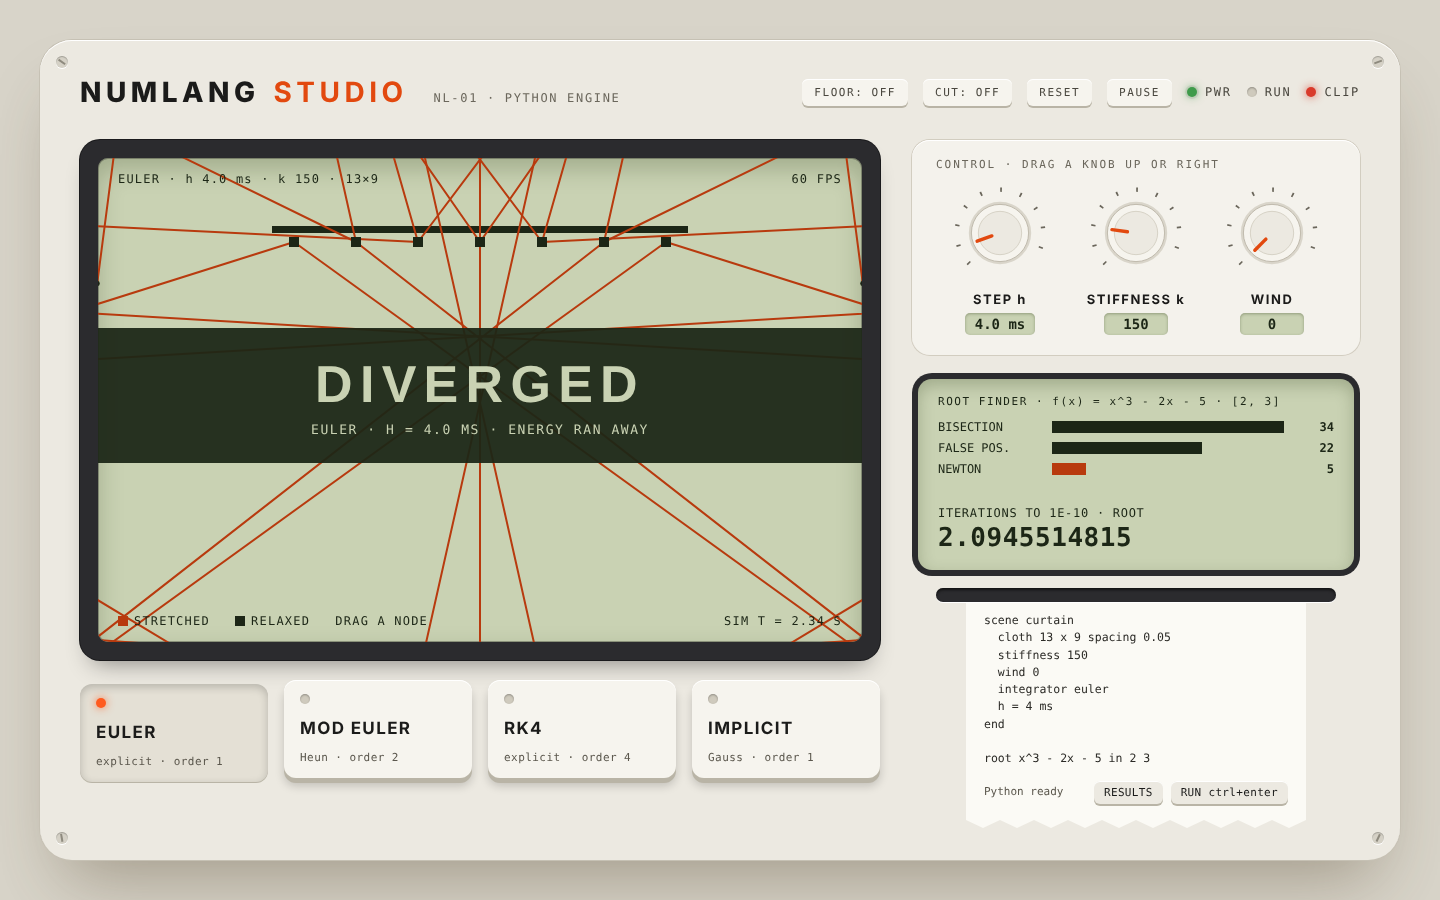 NUMLANG STUDIO NL-01 · PYTHON ENGINE
FLOOR: OFF CUT: OFF RESET PAUSE PWR RUN CLIP
EULER · h 4.0 ms · k 150 · 13×9 60 FPS
DIVERGED
EULER · H = 4.0 MS · ENERGY RAN AWAY
STRETCHED RELAXED DRAG A NODE SIM T = 2.34 S
EULER
explicit · order 1
MOD EULER
Heun · order 2
RK4
explicit · order 4
IMPLICIT
Gauss · order 1
CONTROL · DRAG A KNOB UP OR RIGHT
STEP h STIFFNESS k WIND
4.0 ms 150 0
ROOT FINDER · f(x) = x^3 - 2x - 5 · [2, 3]
BISECTION 34
FALSE POS. 22
NEWTON 5
ITERATIONS TO 1E-10 · ROOT
2.0945514815
scene curtain
cloth 13 x 9 spacing 0.05
stiffness 150
wind 0
integrator euler
h = 4 ms
end
root x^3 - 2x - 5 in 2 3
Python ready RESULTS RUN ctrl+enter